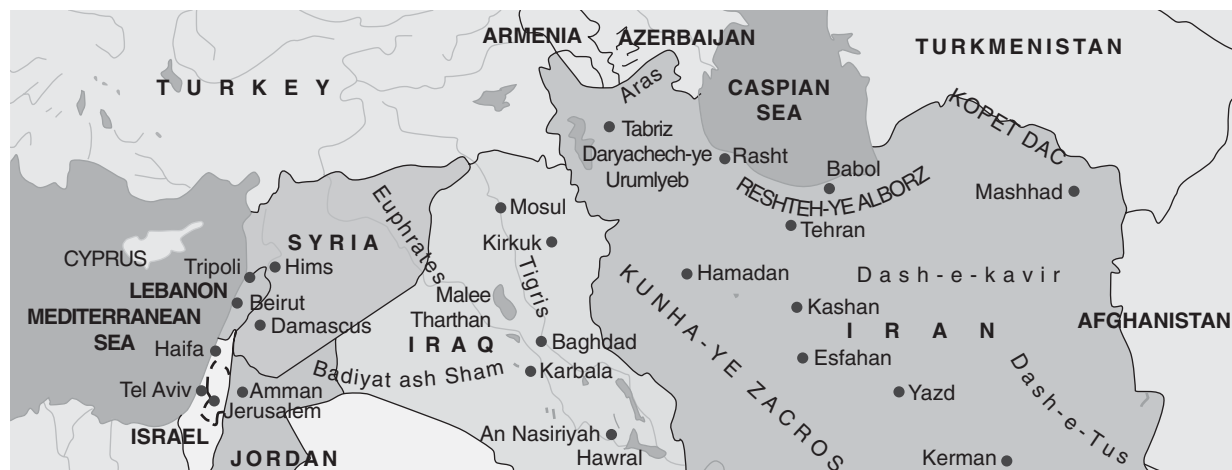 ARMENIA
AZERBAIJAN
TURKMENISTAN
TURKEY
Aras
CASPIAN
SEA
KOPET DAC
Tabriz
Daryachech-ye
Urumlyeb
Rasht
Babol
RESHTEH-YE ALBORZ
Mashhad
Euphrates
Mosul
Tehran
SYRIA
Kirkuk
CYPRUS
Tripoli
Hims
Tigris
KUNHA-YE ZACROS
Hamadan
Dash-e-kavir
LEBANON
Beirut
Malee
Tharthan
Kashan
MEDITERRANEAN
SEA
Damascus
IRAQ
Baghdad
IRAN
AFGHANISTAN
Haifa
Badiyat ash Sham
Karbala
Esfahan
Dash-e-Tus
Tel Aviv
Amman
Jerusalem
Yazd
ISRAEL
An Nasiriyah
Hawral
JORDAN
Kerman